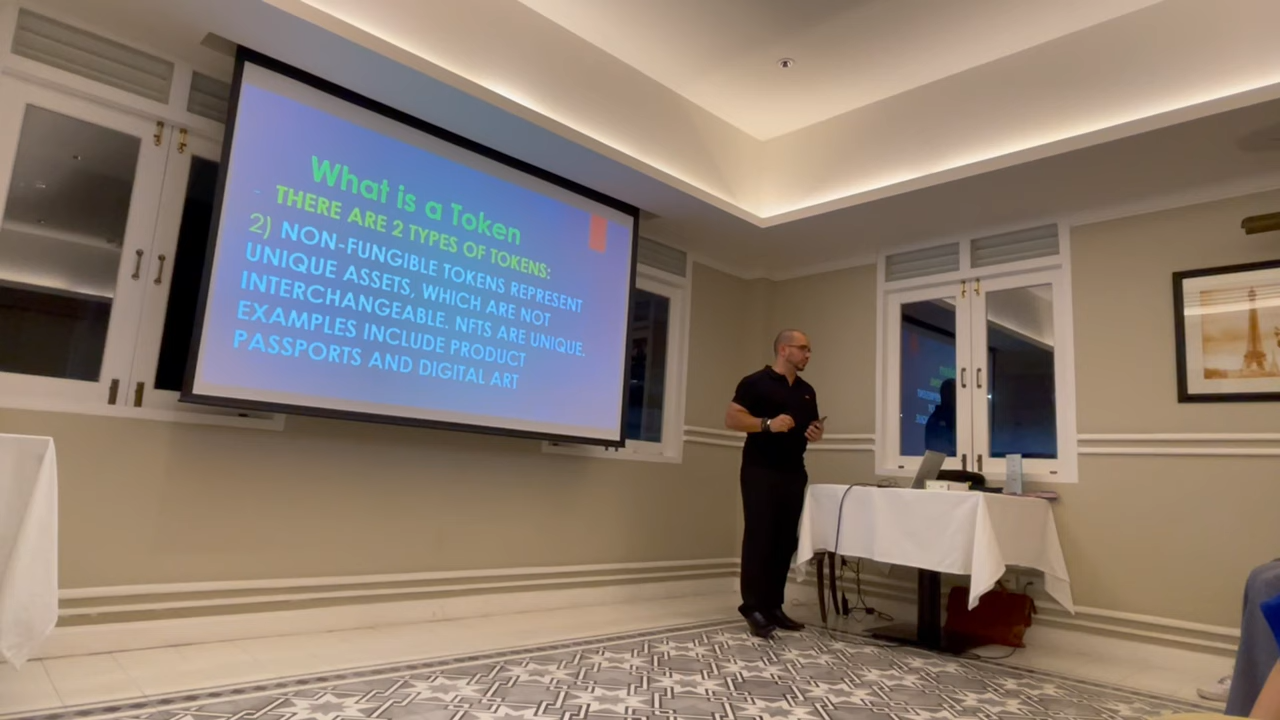 What is a Token
THERE ARE 2 TYPES OF TOKENS:
2) NON-FUNGIBLE TOKENS REPRESENT
UNIQUE ASSETS, WHICH ARE NOT
INTERCHANGEABLE. NFTS ARE UNIQUE.
EXAMPLES INCLUDE PRODUCT
PASSPORTS AND DIGITAL ART